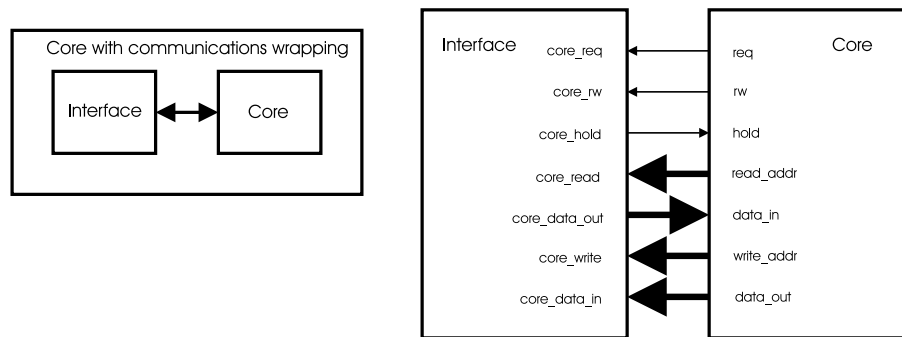 Core with communications wrapping
Interface
Core
Interface
Core
core_req
req
core_rw
rw
core_hold
hold
core_read
read_addr
core_data_out
data_in
core_write
write_addr
core_data_in
data_out